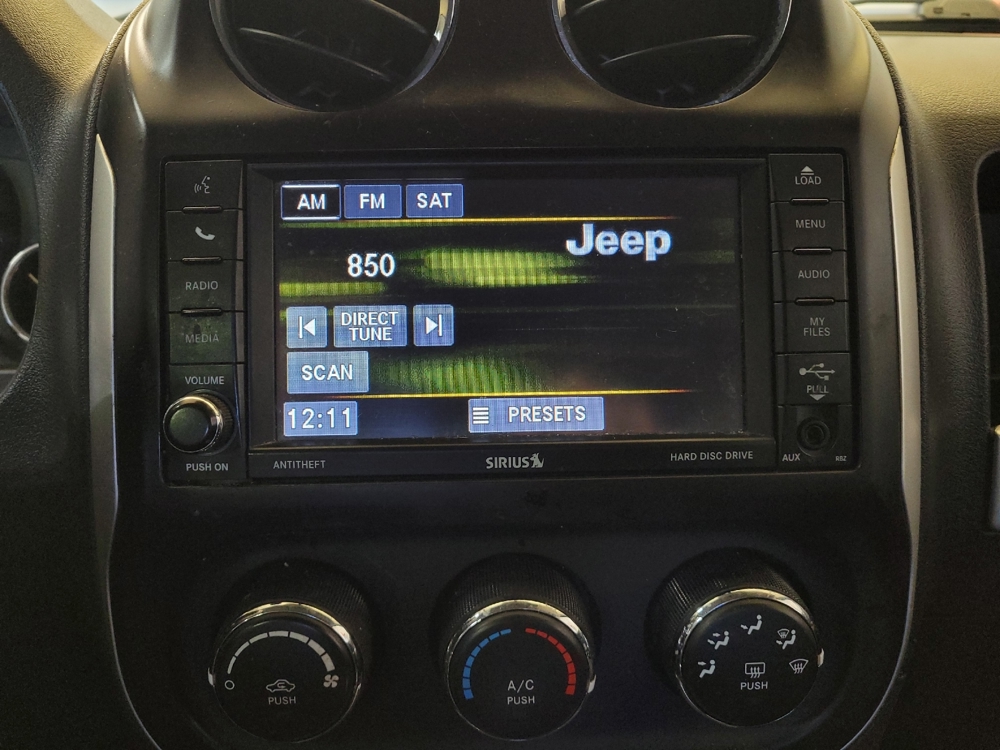 AM FM SAT
Jeep
850
DIRECT
TUNE
SCAN
12:11
PRESETS
RADIO
MEDIA
VOLUME
PUSH ON
LOAD
MENU
AUDIO
MY
FILES
PULL
AUX
RBZ
ANTITHEFT
SIRIUS
HARD DISC DRIVE
PUSH
A/C
PUSH
PUSH